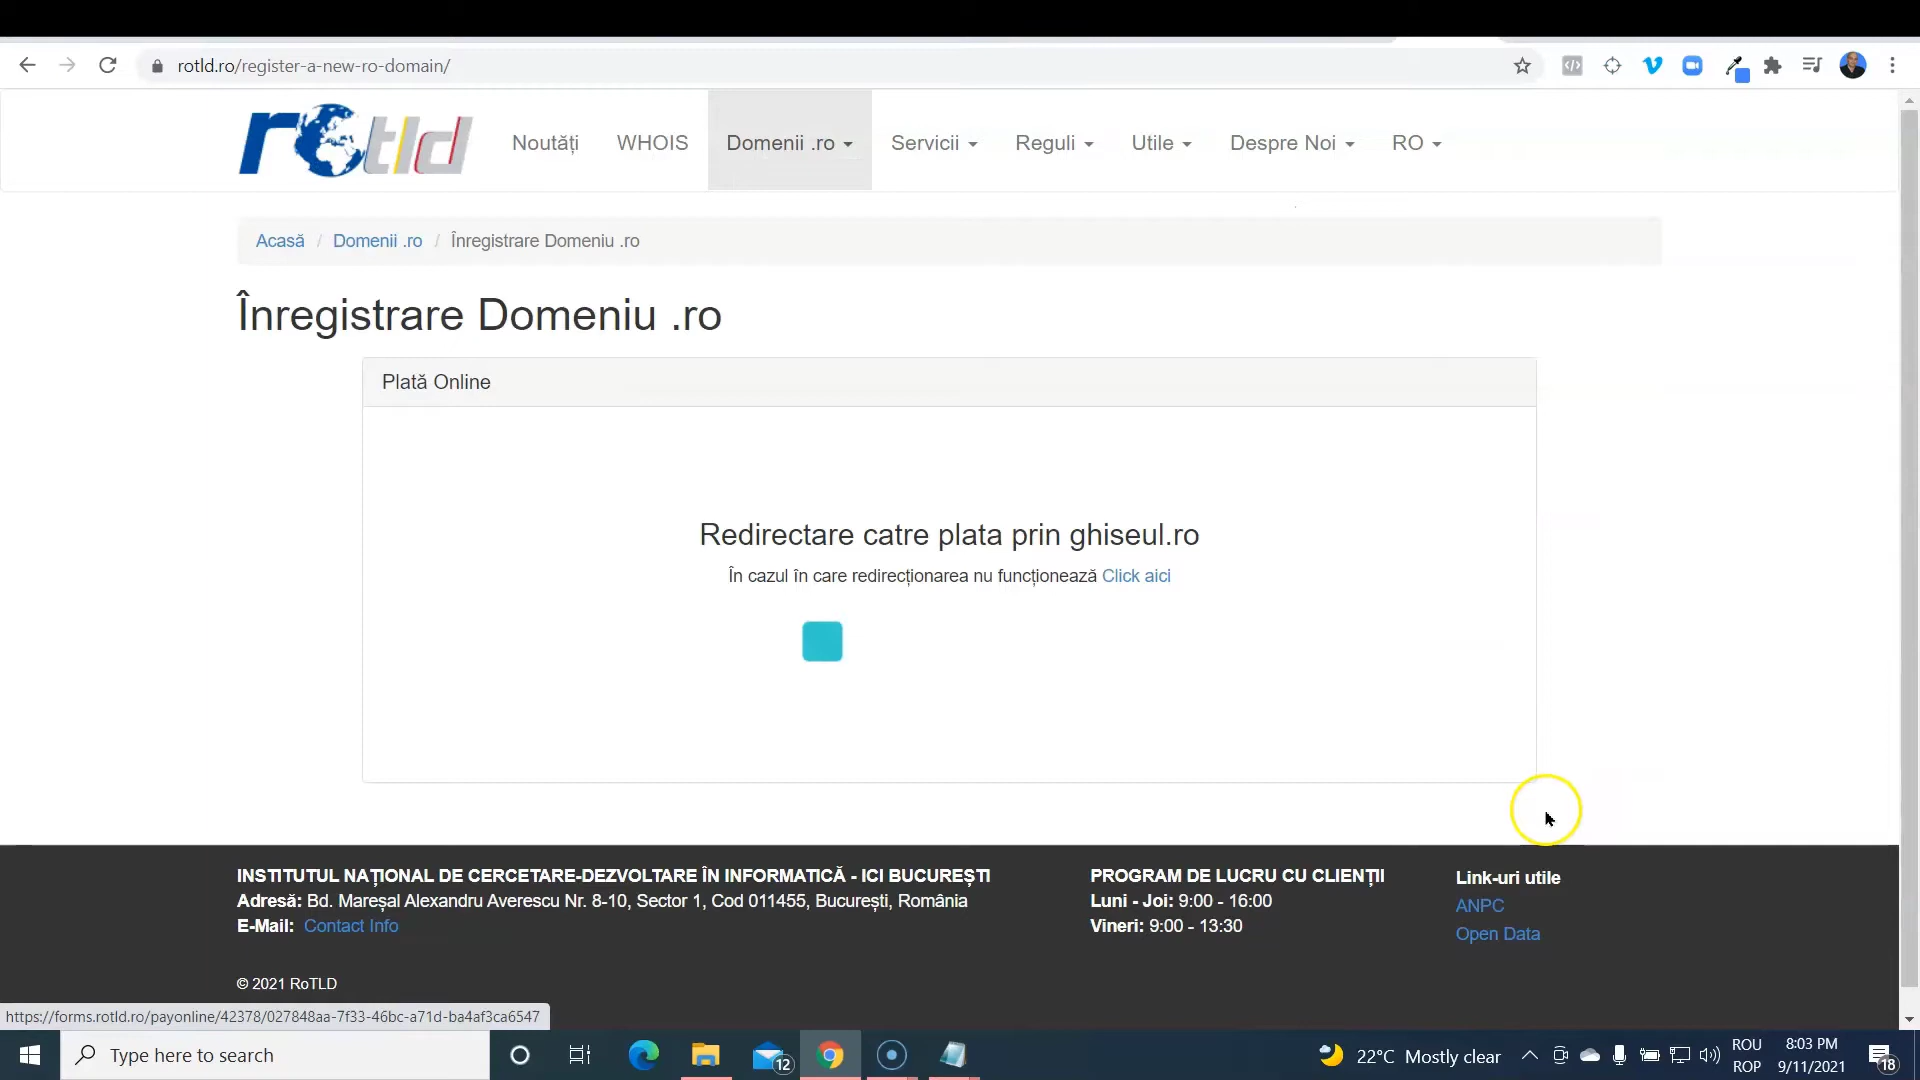 rotld.ro/register-a-new-ro-domain/
rotld
Noutăți
WHOIS
Domenii .ro
Servicii
Reguli
Utile
Despre Noi
RO
Acasă / Domenii .ro / Înregistrare Domeniu .ro
Înregistrare Domeniu .ro
Plată Online
Redirectare catre plata prin ghiseul.ro
În cazul în care redirecționarea nu funcționează Click aici
INSTITUTUL NAȚIONAL DE CERCETARE-DEZVOLTARE ÎN INFORMATICĂ - ICI BUCUREȘTI
Adresă: Bd. Mareșal Alexandru Averescu Nr. 8-10, Sector 1, Cod 011455, București, România
E-Mail: Contact Info
PROGRAM DE LUCRU CU CLIENȚII
Luni - Joi: 9:00 - 16:00
Vineri: 9:00 - 13:30
Link-uri utile
ANPC
Open Data
© 2021 RoTLD
https://forms.rotld.ro/payonline/42378/027848aa-7f33-46bc-a71d-ba4af3ca6547
Type here to search
12
22°C Mostly clear
ROU
ROP
8:03 PM
9/11/2021
18